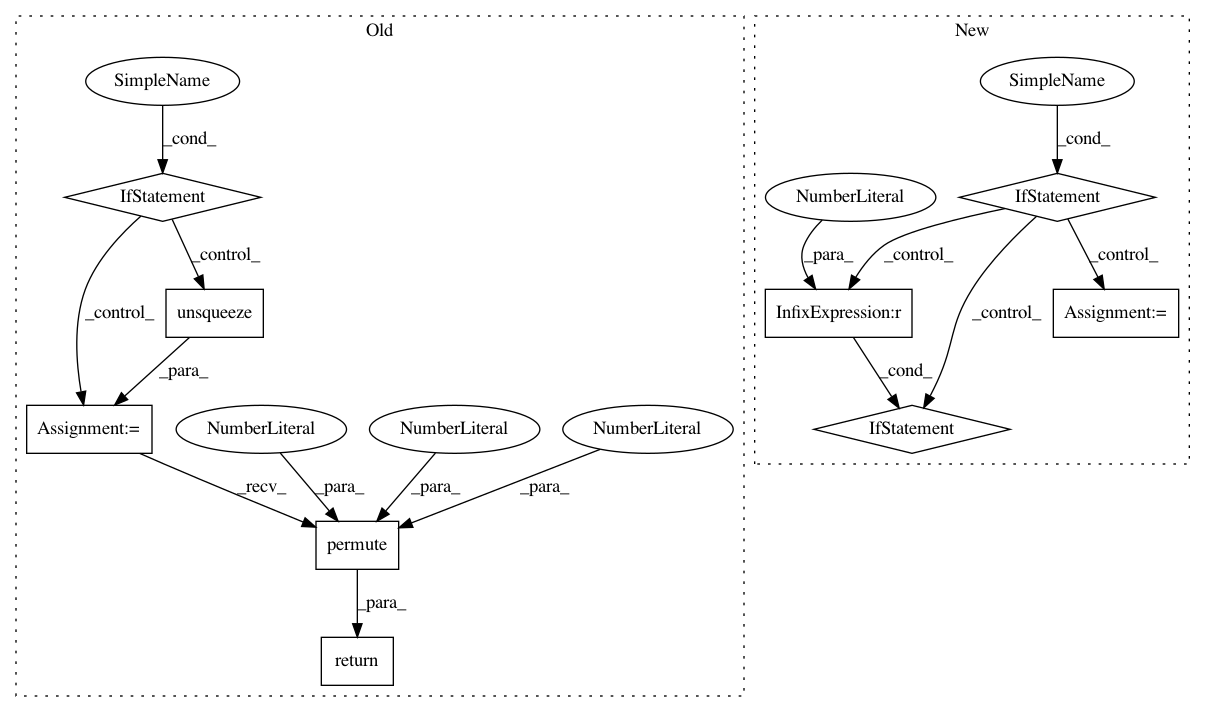 Old
New
SimpleName
SimpleName
_cond_
_cond_
IfStatement
NumberLiteral
IfStatement
_control_
_para_
_control_
_control_
_control_
_control_
unsqueeze
InfixExpression:r
Assignment:=
_para_
_cond_
Assignment:=
NumberLiteral
NumberLiteral
NumberLiteral
IfStatement
_recv_
_para_
_para_
_para_
permute
_para_
return